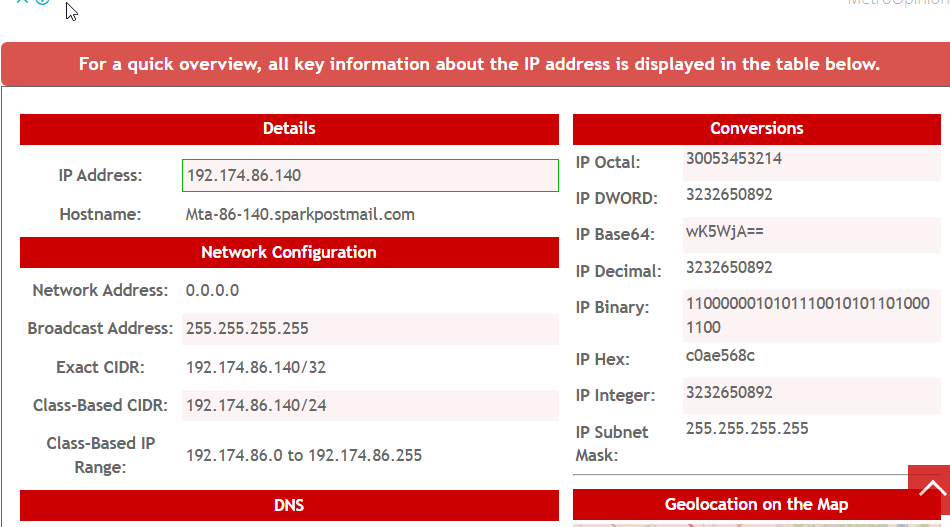 MetroOpinion
For a quick overview, all key information about the IP address is displayed in the table below.
Details
IP Address: 192.174.86.140
Hostname: Mta-86-140.sparkpostmail.com
Network Configuration
Network Address: 0.0.0.0
Broadcast Address: 255.255.255.255
Exact CIDR: 192.174.86.140/32
Class-Based CIDR: 192.174.86.140/24
Class-Based IP
Range: 192.174.86.0 to 192.174.86.255
DNS
Conversions
IP Octal: 30053453214
IP DWORD: 3232650892
IP Base64: wK5WjA==
IP Decimal: 3232650892
IP Binary: 1100000010101110010101101000
1100
IP Hex: c0ae568c
IP Integer: 3232650892
IP Subnet
Mask: 255.255.255.255
Geolocation on the Map